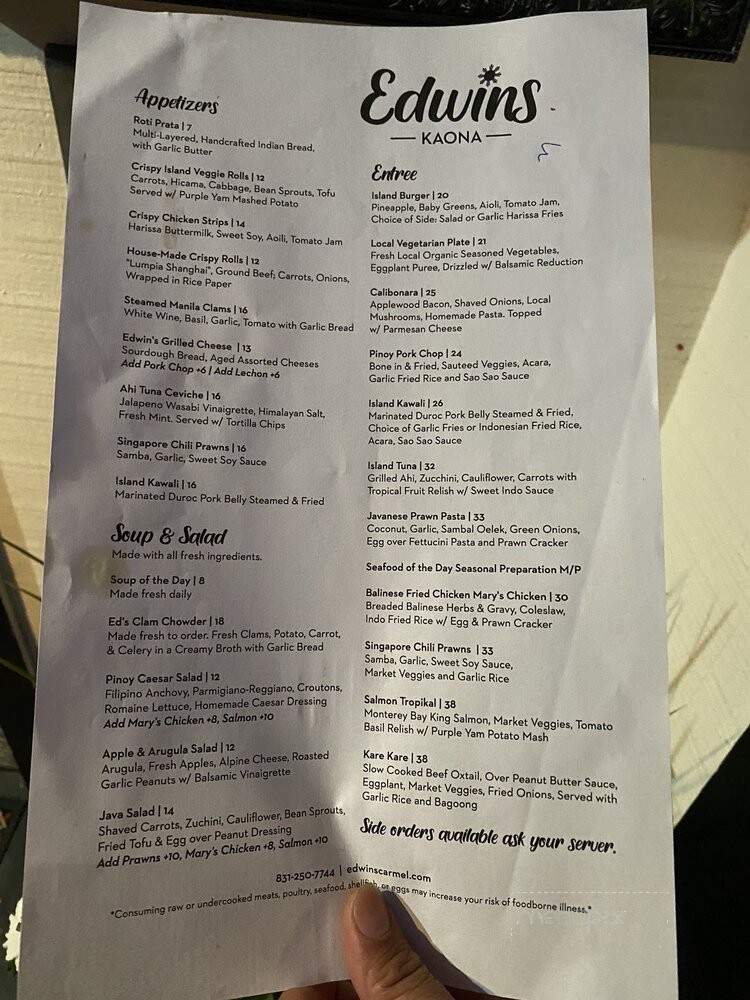 Edwins
KAONA
Appetizers
Roti Prata | 7
Multi-Layered, Handcrafted Indian Bread,
with Garlic Butter
Crispy Island Veggie Rolls | 12
Carrots, Hicama, Cabbage, Bean Sprouts, Tofu
Served w/ Purple Yam Mashed Potato
Crispy Chicken Strips | 14
Harissa Buttermilk, Sweet Soy, Aoili, Tomato Jam
House-Made Crispy Rolls | 12
"Lumpia Shanghai", Ground Beef, Carrots, Onions,
Wrapped in Rice Paper
Steamed Manila Clams | 16
White Wine, Basil, Garlic, Tomato with Garlic Bread
Edwin's Grilled Cheese | 13
Sourdough Bread, Aged Assorted Cheeses
Add Pork Chop +6 | Add Lechon +6
Ahi Tuna Ceviche | 16
Jalapeno Wasabi Vinaigrette, Himalayan Salt,
Fresh Mint. Served w/ Tortilla Chips
Singapore Chili Prawns | 16
Samba, Garlic, Sweet Soy Sauce
Island Kawali | 16
Marinated Duroc Pork Belly Steamed & Fried
Soup & Salad
Made with all fresh ingredients.
Soup of the Day | 8
Made fresh daily
Ed's Clam Chowder | 18
Made fresh to order. Fresh Clams, Potato, Carrot,
& Celery in a Creamy Broth with Garlic Bread
Pinoy Caesar Salad | 12
Filipino Anchovy, Parmigiano-Reggiano, Croutons,
Romaine Lettuce, Homemade Caesar Dressing
Add Mary's Chicken +8, Salmon +10
Apple & Arugula Salad | 12
Arugula, Fresh Apples, Alpine Cheese, Roasted
Garlic Peanuts w/ Balsamic Vinaigrette
Java Salad | 14
Shaved Carrots, Zuchini, Cauliflower, Bean Sprouts,
Fried Tofu & Egg over Peanut Dressing
Add Prawns +10, Mary's Chicken +8, Salmon +10
Entree
Island Burger | 20
Pineapple, Baby Greens, Aioli, Tomato Jam,
Choice of Side: Salad or Garlic Harissa Fries
Local Vegetarian Plate | 21
Fresh Local Organic Seasoned Vegetables,
Eggplant Puree, Drizzled w/ Balsamic Reduction
Calibonara | 25
Applewood Bacon, Shaved Onions, Local
Mushrooms, Homemade Pasta. Topped
w/ Parmesan Cheese
Pinoy Pork Chop | 24
Bone in & Fried, Sauteed Veggies, Acara,
Garlic Fried Rice and Sao Sao Sauce
Island Kawali | 26
Marinated Duroc Pork Belly Steamed & Fried,
Choice of Garlic Fries or Indonesian Fried Rice,
Acara, Sao Sao Sauce
Island Tuna | 32
Grilled Ahi, Zucchini, Cauliflower, Carrots with
Tropical Fruit Relish w/ Sweet Indo Sauce
Javanese Prawn Pasta | 33
Coconut, Garlic, Sambal Oelek, Green Onions,
Egg over Fettucini Pasta and Prawn Cracker
Seafood of the Day Seasonal Preparation M/P
Balinese Fried Chicken Mary's Chicken | 30
Breaded Balinese Herbs & Gravy, Coleslaw,
Indo Fried Rice w/ Egg & Prawn Cracker
Singapore Chili Prawns | 33
Samba, Garlic, Sweet Soy Sauce,
Market Veggies and Garlic Rice
Salmon Tropikal | 38
Monterey Bay King Salmon, Market Veggies, Tomato
Basil Relish w/ Purple Yam Potato Mash
Kare Kare | 38
Slow Cooked Beef Oxtail, Over Peanut Butter Sauce,
Eggplant, Market Veggies, Fried Onions, Served with
Garlic Rice and Bagoong
Side orders available ask your server.
831-250-7744 | edwinscarmel.com
*Consuming raw or undercooked meats, poultry, seafood, shellfish, or eggs may increase your risk of foodborne illness.*